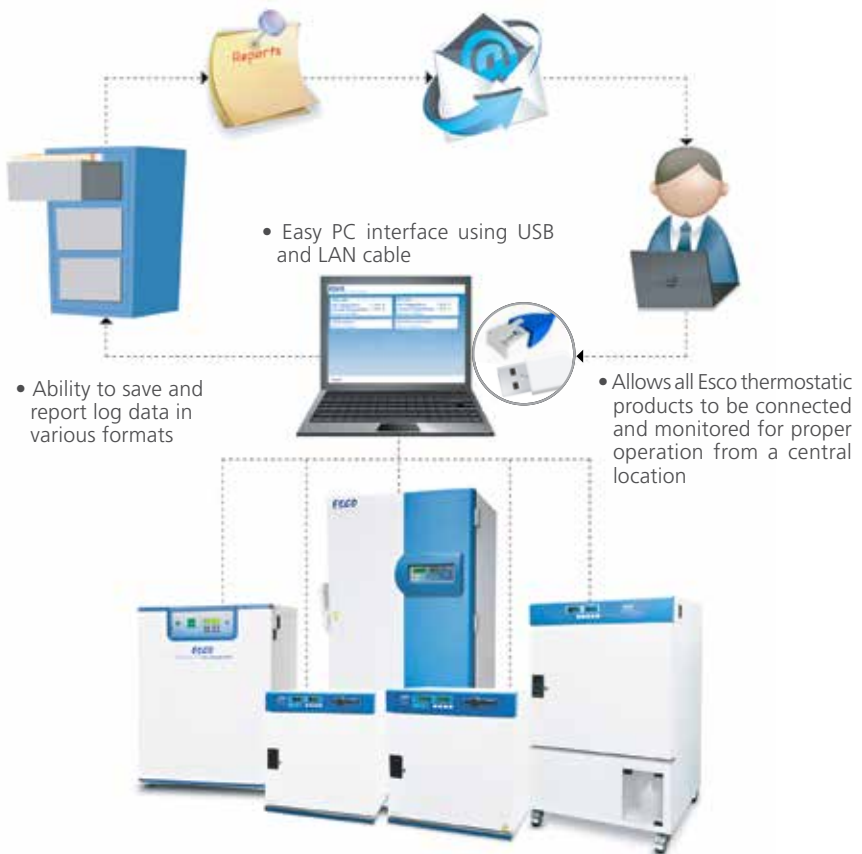 Reports
• Easy PC interface using USB
and LAN cable
ESCO
• Ability to save and
report log data in
various formats
• Allows all Esco thermostatic
products to be connected
and monitored for proper
operation from a central
location
ESCO
ESCO